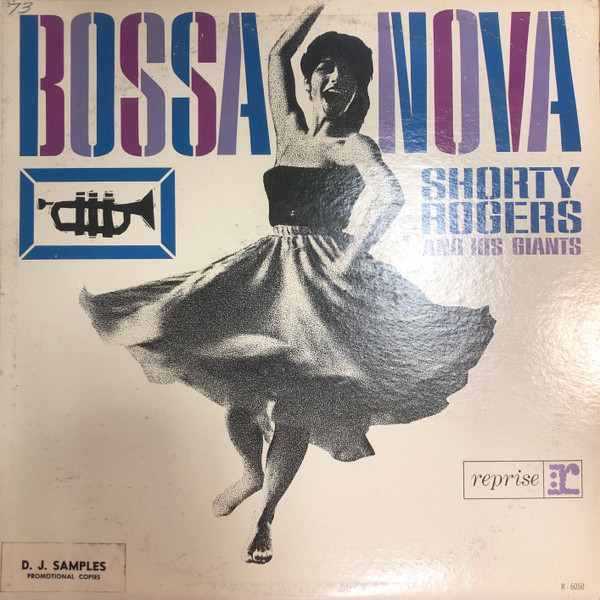 73
BOSSA NOVA
SHORTY
ROGERS
AND HIS GIANTS
reprise r
D. J. SAMPLES
PROMOTIONAL COPIES
R - 6050